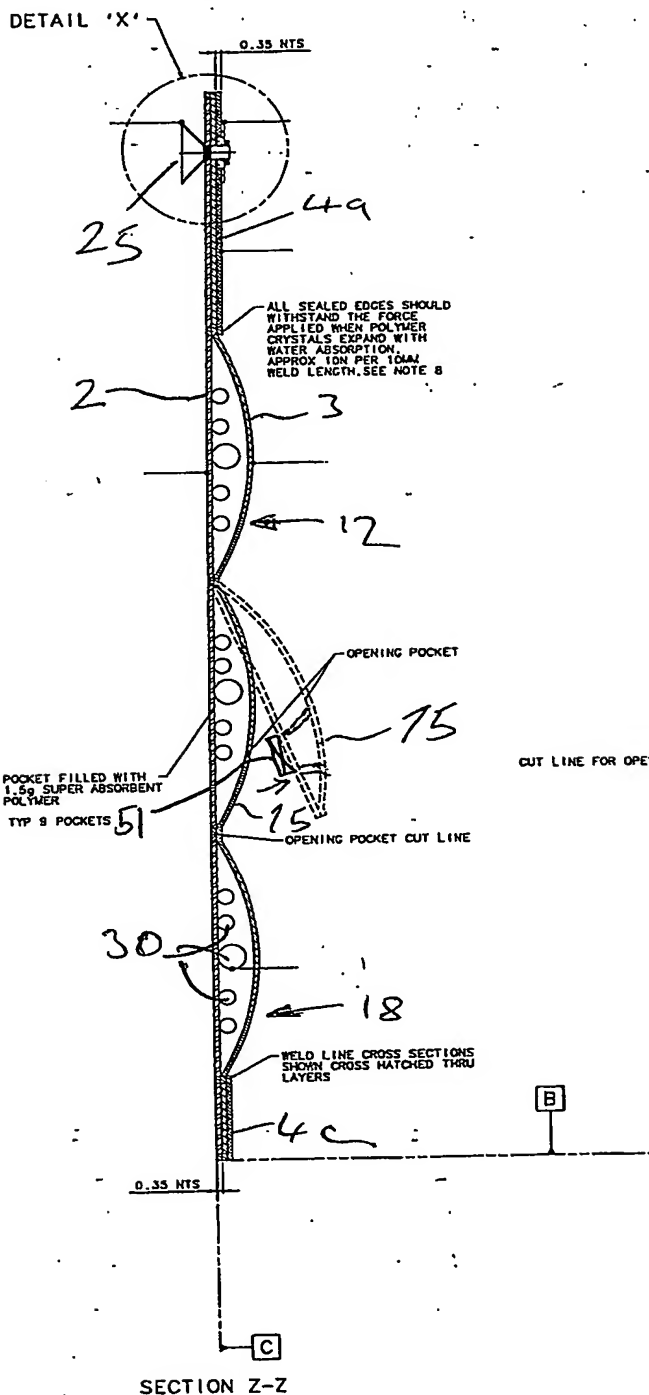 DETAIL 'X'
0.35 NTS
25
4a
ALL SEALED EDGES SHOULD
WITHSTAND THE FORCE
APPLIED WHEN POLYMER
CRYSTALS EXPAND WITH
WATER ABSORPTION.
APPROX 10N PER 10MM
WELD LENGTH. SEE NOTE 8
2
3
12
OPENING POCKET
15
CUT LINE FOR OPE
POCKET FILLED WITH
1.5g SUPER ABSORBENT
POLYMER
TYP 9 POCKETS
51
15
OPENING POCKET CUT LINE
30
18
WELD LINE CROSS SECTIONS
SHOWN CROSS HATCHED THRU
LAYERS
4c
B
0.35 NTS
C
SECTION Z-Z